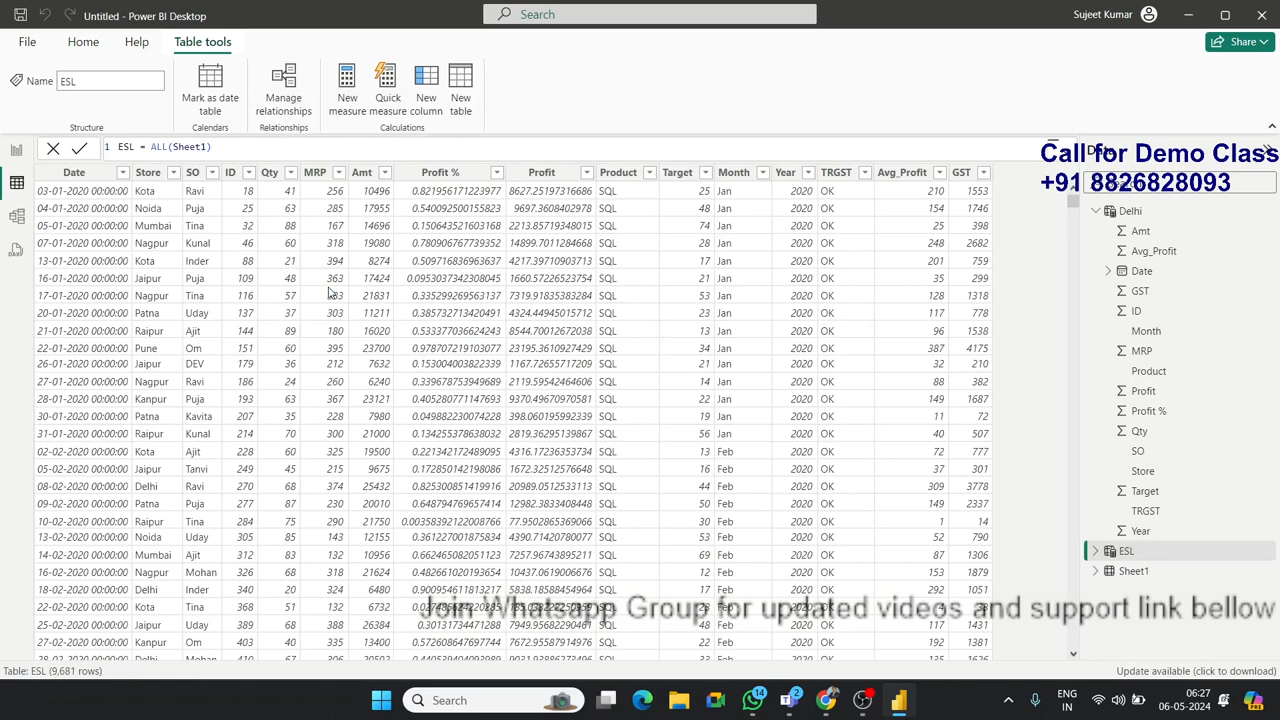 Untitled - Power BI Desktop
Search
Sujeet Kumar
File Home Help Table tools
Share
Name ESL
Mark as date table
Manage relationships
New measure
Quick measure
New column
New table
Structure
Calendars
Relationships
Calculations
1 ESL = ALL(Sheet1)
Call for Demo Class
+91 8826828093
Date Store SO ID Qty MRP Amt Profit % Profit Product Target Month Year TRGST Avg_Profit GST
03-01-2020 00:00:00 Kota Ravi 18 41 256 10496 0.821956171223977 8627.25197316686 SQL 25 Jan 2020 OK 210 1553
04-01-2020 00:00:00 Noida Puja 25 63 285 17955 0.540092500155823 9697.3608402978 SQL 48 Jan 2020 OK 154 1746
05-01-2020 00:00:00 Mumbai Tina 32 88 167 14696 0.150643521603168 2213.85719348015 SQL 74 Jan 2020 OK 25 398
07-01-2020 00:00:00 Nagpur Kunal 46 60 318 19080 0.780906767739352 14899.7011284668 SQL 28 Jan 2020 OK 248 2682
13-01-2020 00:00:00 Kota Inder 88 21 394 8274 0.509716836963637 4217.39710903713 SQL 17 Jan 2020 OK 201 759
16-01-2020 00:00:00 Jaipur Puja 109 48 363 17424 0.0953037342308045 1660.57226523754 SQL 21 Jan 2020 OK 35 299
17-01-2020 00:00:00 Nagpur Tina 116 57 21831 0.335299269563137 7319.91835383284 SQL 53 Jan 2020 OK 128 1318
20-01-2020 00:00:00 Patna Uday 137 37 303 11211 0.385732713420491 4324.44945015712 SQL 23 Jan 2020 OK 117 778
21-01-2020 00:00:00 Raipur Ajit 144 89 180 16020 0.533377036624243 8544.70012672038 SQL 13 Jan 2020 OK 96 1538
22-01-2020 00:00:00 Pune Om 151 60 395 23700 0.978707219103077 23195.3610927429 SQL 34 Jan 2020 OK 387 4175
26-01-2020 00:00:00 Jaipur DEV 179 36 212 7632 0.153004003822339 1167.72655717209 SQL 21 Jan 2020 OK 32 210
27-01-2020 00:00:00 Nagpur Ravi 186 24 260 6240 0.339678753949689 2119.59542464606 SQL 14 Jan 2020 OK 88 382
28-01-2020 00:00:00 Kanpur Puja 193 63 367 23121 0.405280771147693 9370.49670970581 SQL 22 Jan 2020 OK 149 1687
30-01-2020 00:00:00 Patna Kavita 207 35 228 7980 0.049882230074228 398.060195992339 SQL 19 Jan 2020 OK 11 72
31-01-2020 00:00:00 Raipur Kunal 214 70 300 21000 0.134255378638032 2819.36295139867 SQL 56 Jan 2020 OK 40 507
02-02-2020 00:00:00 Kota Ajit 228 60 325 19500 0.221342172489095 4316.17236353734 SQL 13 Feb 2020 OK 72 777
05-02-2020 00:00:00 Jaipur Tanvi 249 45 215 9675 0.172850142198086 1672.32512958468 SQL 16 Feb 2020 OK 37 301
08-02-2020 00:00:00 Delhi Ravi 270 68 374 25432 0.825300851419916 20989.0512533113 SQL 44 Feb 2020 OK 309 3778
09-02-2020 00:00:00 Patna Puja 277 87 230 20010 0.648794769657414 12982.3833408448 SQL 50 Feb 2020 OK 149 2337
10-02-2020 00:00:00 Raipur Tina 284 75 290 21750 0.00358392122008766 77.9502865369066 SQL 30 Feb 2020 OK 1 14
13-02-2020 00:00:00 Noida Uday 305 85 143 12155 0.361227001875834 4390.71420780077 SQL 53 Feb 2020 OK 52 790
14-02-2020 00:00:00 Mumbai Ajit 312 83 132 10956 0.662465082051128 7257.96743895211 SQL 69 Feb 2020 OK 87 1306
16-02-2020 00:00:00 Nagpur Mohan 326 68 318 21624 0.482661020193654 10437.0619006676 SQL 12 Feb 2020 OK 153 1879
18-02-2020 00:00:00 Delhi Inder 340 20 324 6480 0.900954611813217 5838.18588454964 SQL 17 Feb 2020 OK 292 1051
22-02-2020 00:00:00 Kota Tina 368 51 132 6732 SQL Feb 2020 OK
Join Whatsapp Group for updated videos and support link bellow
25-02-2020 00:00:00 Jaipur Uday 389 68 388 26384 0.30131734471288 7949.95682290461 SQL 48 Feb 2020 OK 117 1431
27-02-2020 00:00:00 Kanpur Om 403 40 335 13400 0.572608647697744 7672.95587914976 SQL 22 Feb 2020 OK 192 1381
Delhi
Amt
Avg_Profit
Date
GST
ID
Month
MRP
Product
Profit
Profit %
Qty
SO
Store
Target
TRGST
Year
ESL
Sheet1
Table: ESL (9,681 rows)
Update available (click to download)
Search
14
2
ENG
IN
06:27
06-05-2024